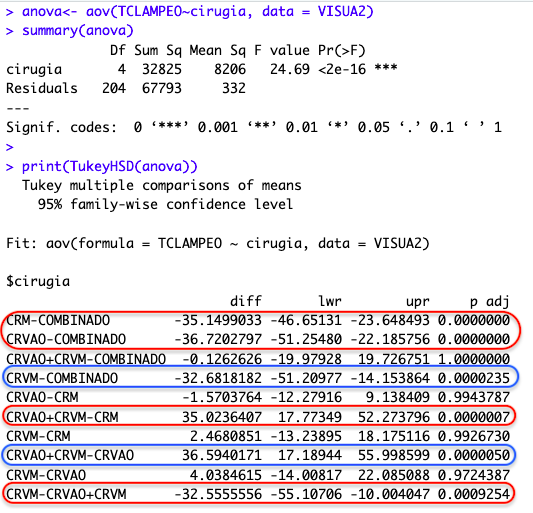 > anova<- aov(TCLAMPEO~cirugia, data = VISUA2)
> summary(anova)
Df Sum Sq Mean Sq F value Pr(>F)
cirugia 4 32825 8206 24.69 <2e-16 ***
Residuals 204 67793 332
---
Signif. codes: 0 ‘***’ 0.001 ‘**’ 0.01 ‘*’ 0.05 ‘.’ 0.1 ‘ ’ 1
>
> print(TukeyHSD(anova))
Tukey multiple comparisons of means
95% family-wise confidence level
Fit: aov(formula = TCLAMPEO ~ cirugia, data = VISUA2)
$cirugia
diff lwr upr p adj
CRM-COMBINADO -35.1499033 -46.65131 -23.648493 0.0000000
CRVAO-COMBINADO -36.7202797 -51.25480 -22.185756 0.0000000
CRVAO+CRVM-COMBINADO -0.1262626 -19.97928 19.726751 1.0000000
CRVM-COMBINADO -32.6818182 -51.20977 -14.153864 0.0000235
CRVAO-CRM -1.5703764 -12.27916 9.138409 0.9943787
CRVAO+CRVM-CRM 35.0236407 17.77349 52.273796 0.0000007
CRVM-CRM 2.4680851 -13.23895 18.175116 0.9926730
CRVAO+CRVM-CRVAO 36.5940171 17.18944 55.998599 0.0000050
CRVM-CRVAO 4.0384615 -14.00817 22.085088 0.9724387
CRVM-CRVAO+CRVM -32.5555556 -55.10706 -10.004047 0.0009254